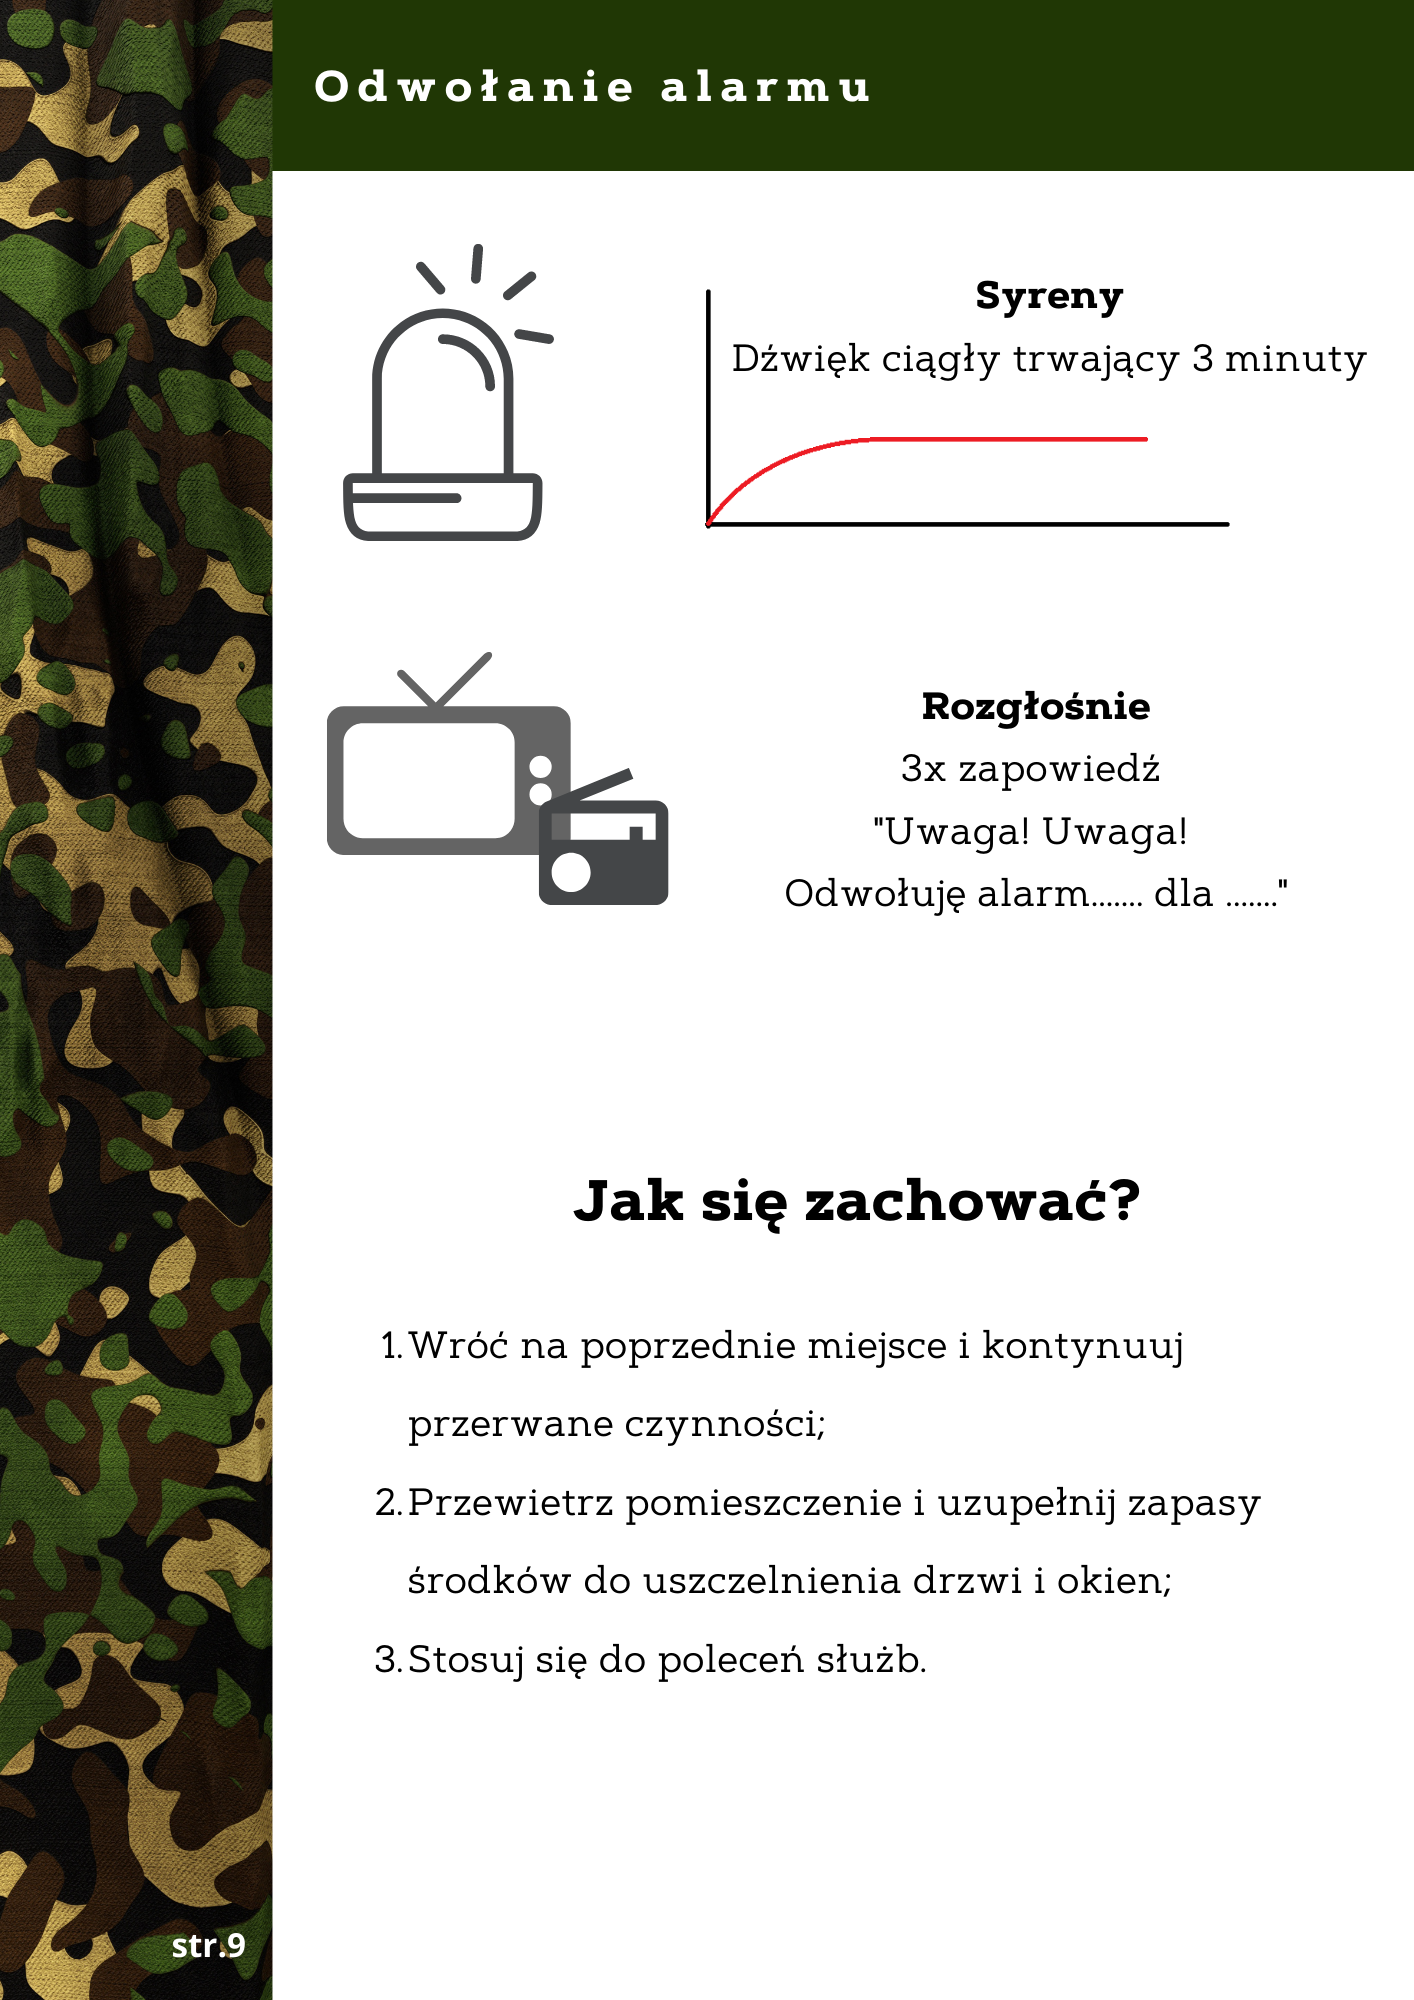 Odwołanie alarmu
Syreny
Dźwięk ciągły trwający 3 minuty
Rozgłośnie
3x zapowiedź
"Uwaga! Uwaga!
Odwołuję alarm....... dla ......."
Jak się zachować?
1. Wróć na poprzednie miejsce i kontynuuj
przerwane czynności;
2. Przewietrz pomieszczenie i uzupełnij zapasy
środków do uszczelnienia drzwi i okien;
3. Stosuj się do poleceń służb.
str.9